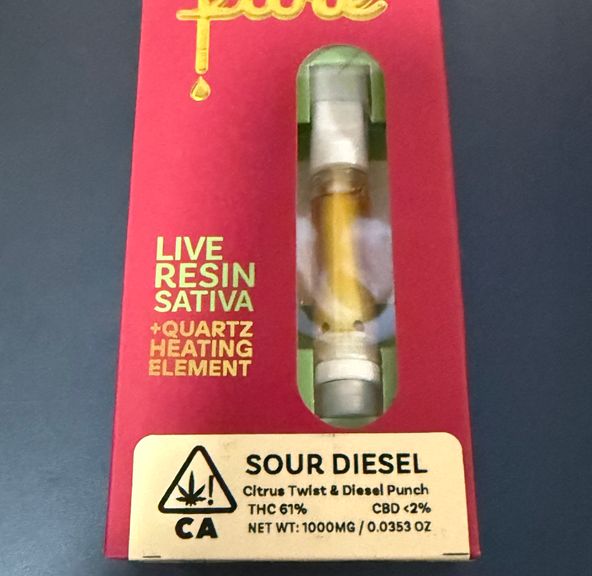 LIVE
RESIN
SATIVA
+QUARTZ
HEATING
ELEMENT
SOUR DIESEL
Citrus Twist & Diesel Punch
THC 61% CBD <2%
NET WT: 1000MG / 0.0353 OZ
!
CA